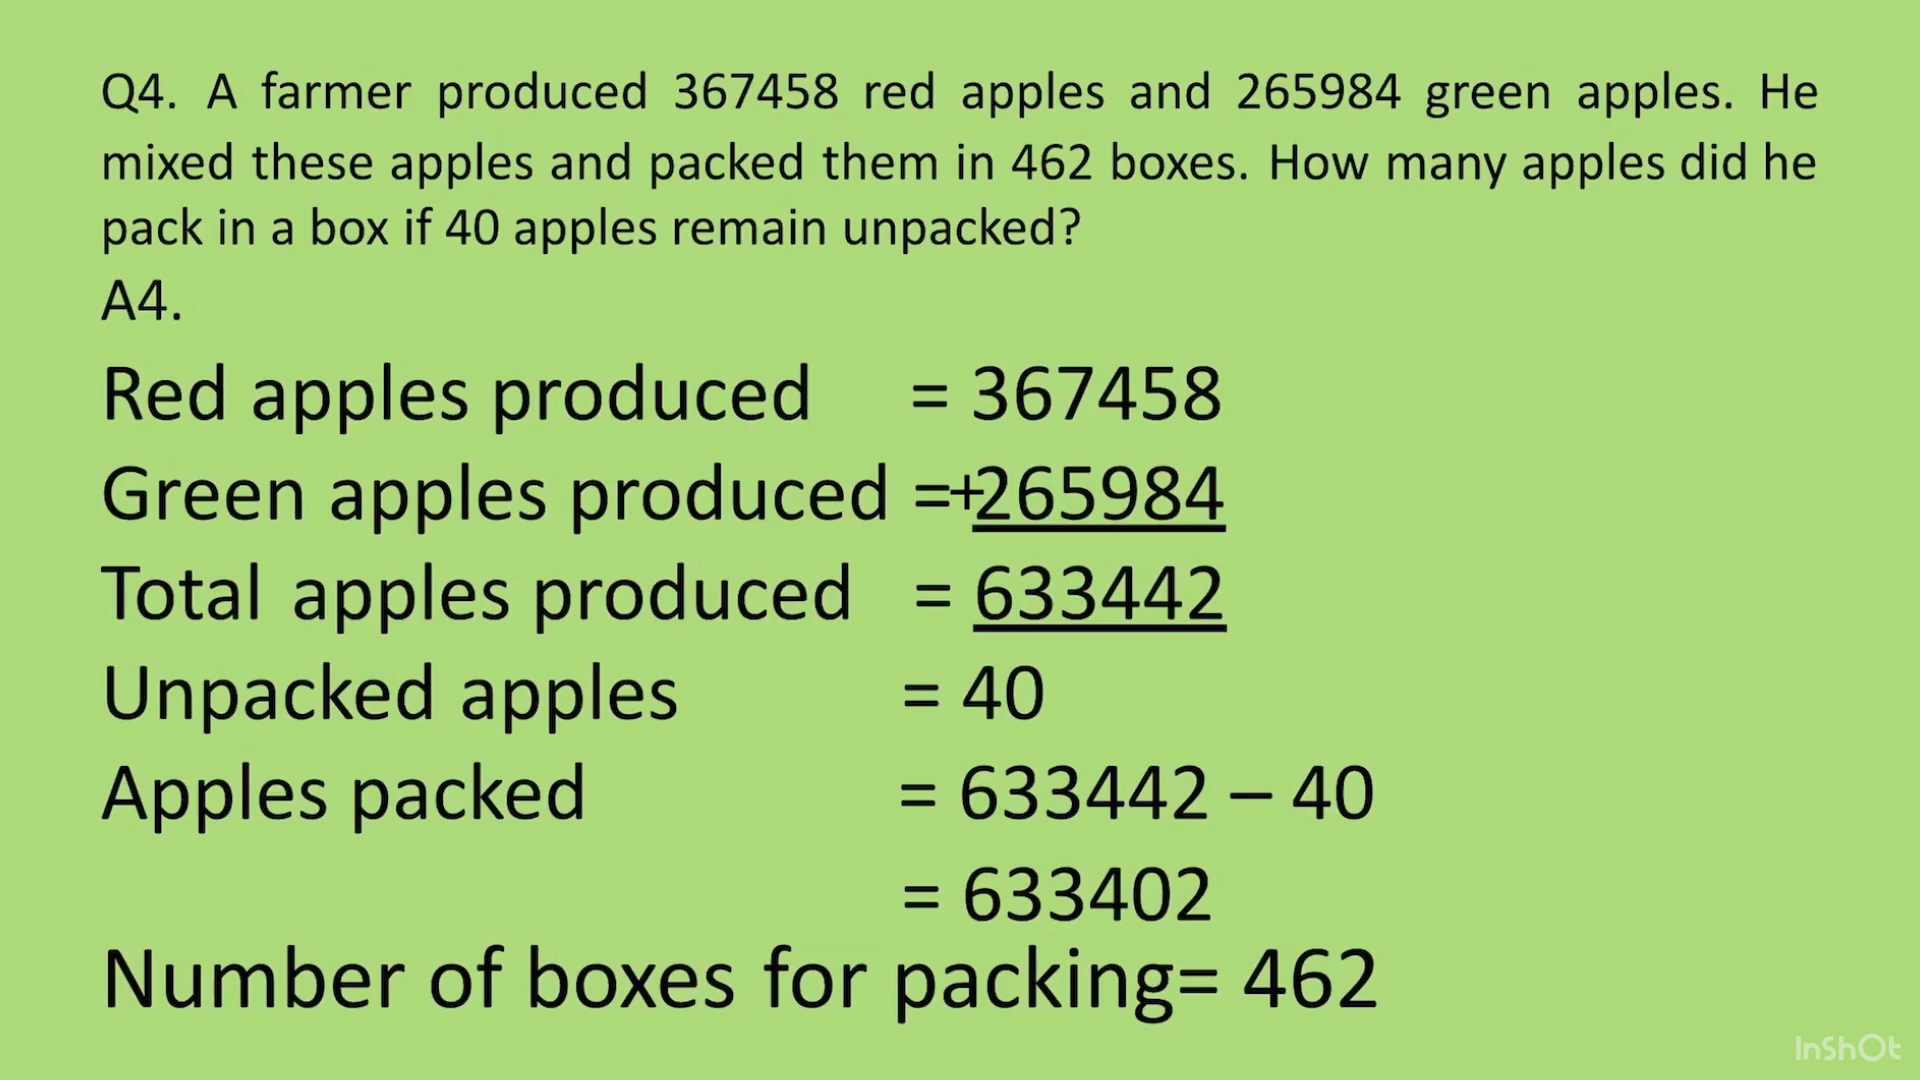 Q4. A farmer produced 367458 red apples and 265984 green apples. He
mixed these apples and packed them in 462 boxes. How many apples did he
pack in a box if 40 apples remain unpacked?
A4.
Red apples produced = 367458
Green apples produced =+265984
Total apples produced = 633442
Unpacked apples = 40
Apples packed = 633442 – 40
= 633402
Number of boxes for packing= 462
InShOt